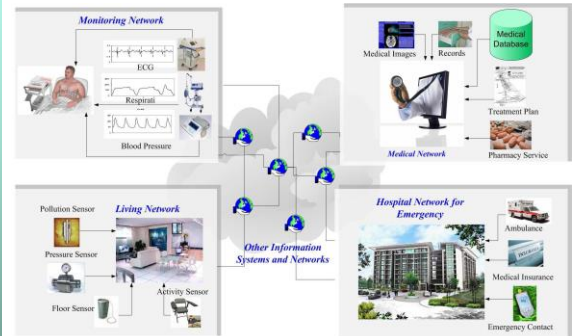 Monitoring Network
ECG
Respirati
Blood Pressure
Medical Images
Records
Medical
Database
Treatment Plan
Pharmacy Service
Medical Network
Pollution Sensor
Living Network
Pressure Sensor
Floor Sensor
Activity Sensor
Other Information
Systems and Networks
Hospital Network for
Emergency
Ambulance
Medical Insurance
Emergency Contact